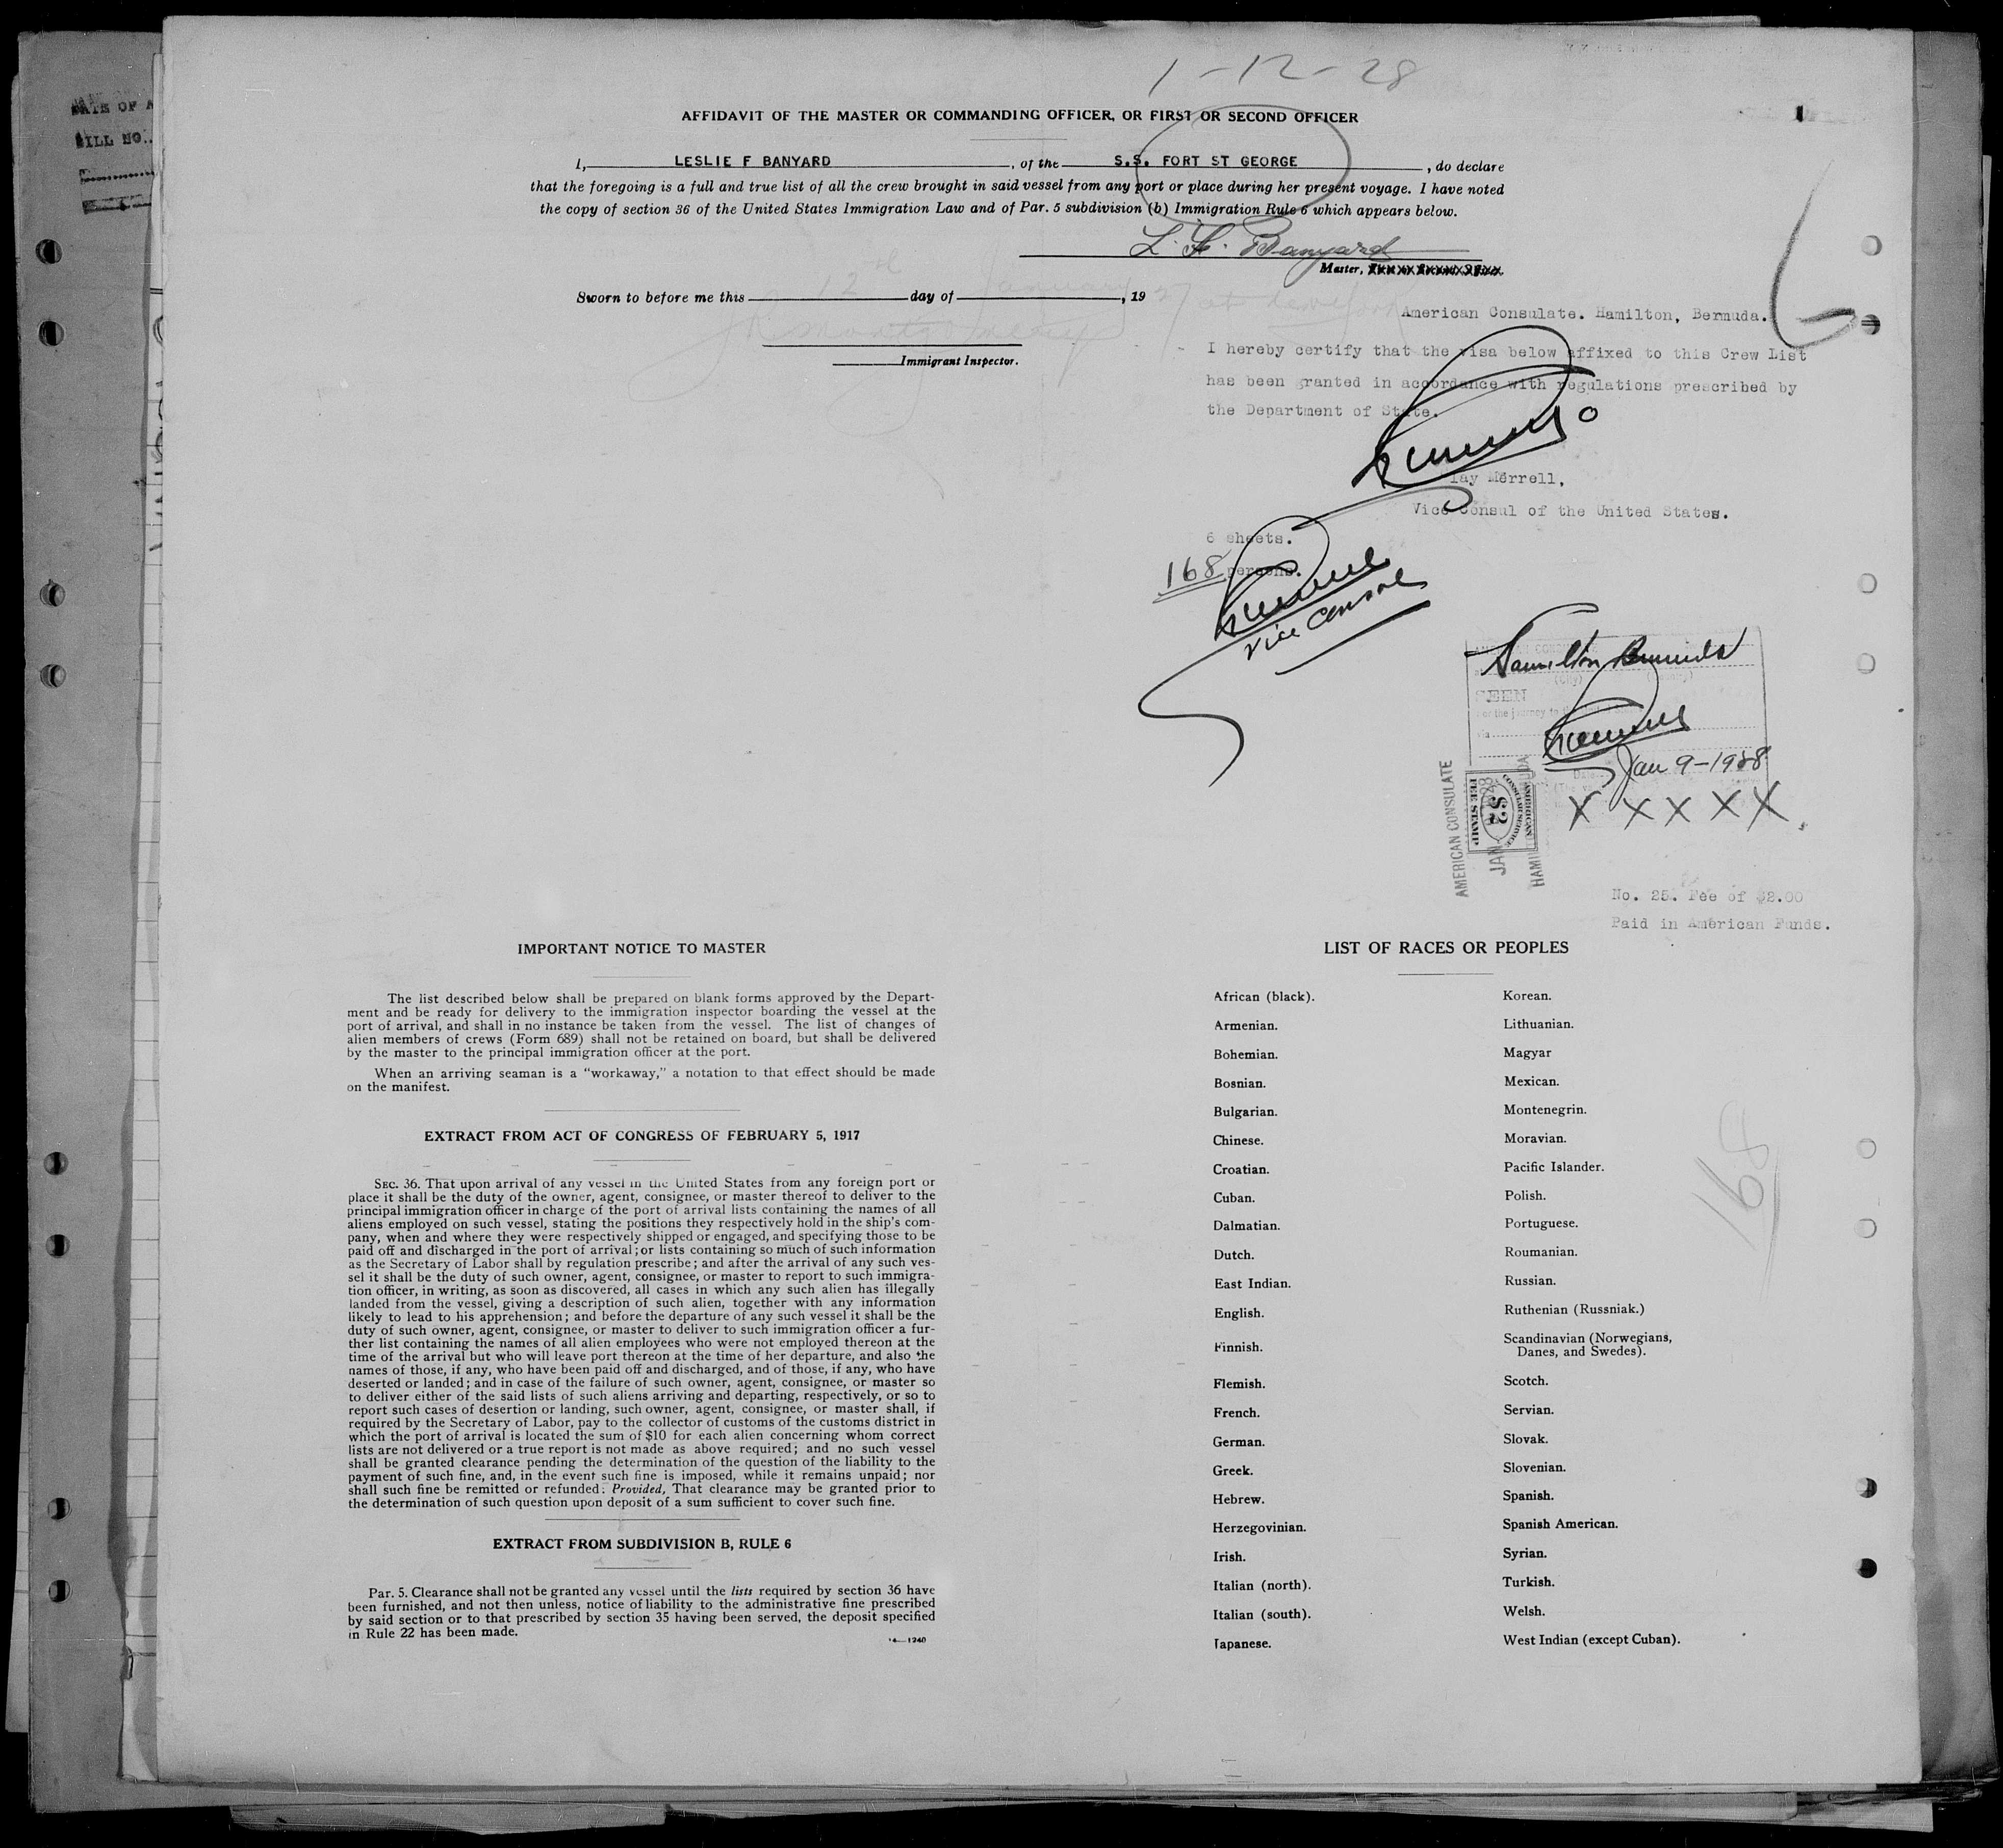 1-12-28
AFFIDAVIT OF THE MASTER OR COMMANDING OFFICER, OR FIRST OR SECOND OFFICER
I, LESLIE F BANYARD, of the S.S. FORT ST GEORGE, do declare
that the foregoing is a full and true list of all the crew brought in said vessel from any port or place during her present voyage. I have noted
the copy of section 36 of the United States Immigration Law and of Par. 5 subdivision (b) Immigration Rule 6 which appears below.
L. F. Banyard
Master,
Sworn to before me this 12 day of January, 19
Immigrant Inspector.
American Consulate. Hamilton, Bermuda.
I hereby certify that the visa below affixed to this Crew List
has been granted in accordance with regulations prescribed by
the Department of State.
Merrell,
Vice Consul of the United States.
6 sheets.
168 persons.
Vice Consul
Hamilton Bermuda
SEEN
For the journey to
via
Jan 9-1928
X X X X X
AMERICAN CONSULATE
JAN
AMERICAN
$2
FEE STAMP
No. 25. Fee of $2.00
Paid in American Funds.
IMPORTANT NOTICE TO MASTER
The list described below shall be prepared on blank forms approved by the Depart-
ment and be ready for delivery to the immigration inspector boarding the vessel at the
port of arrival, and shall in no instance be taken from the vessel. The list of changes of
alien members of crews (Form 689) shall not be retained on board, but shall be delivered
by the master to the principal immigration officer at the port.
When an arriving seaman is a “workaway,” a notation to that effect should be made
on the manifest.
EXTRACT FROM ACT OF CONGRESS OF FEBRUARY 5, 1917
SEC. 36. That upon arrival of any vessel in the United States from any foreign port or
place it shall be the duty of the owner, agent, consignee, or master thereof to deliver to the
principal immigration officer in charge of the port of arrival lists containing the names of all
aliens employed on such vessel, stating the positions they respectively hold in the ship's com-
pany, when and where they were respectively shipped or engaged, and specifying those to be
paid off and discharged in the port of arrival; or lists containing so much of such information
as the Secretary of Labor shall by regulation prescribe; and after the arrival of any such ves-
sel it shall be the duty of such owner, agent, consignee, or master to report to such immigra-
tion officer, in writing, as soon as discovered, all cases in which any such alien has illegally
landed from the vessel, giving a description of such alien, together with any information
likely to lead to his apprehension; and before the departure of any such vessel it shall be the
duty of such owner, agent, consignee, or master to deliver to such immigration officer a fur-
ther list containing the names of all alien employees who were not employed thereon at the
time of the arrival but who will leave port thereon at the time of her departure, and also the
names of those, if any, who have been paid off and discharged, and of those, if any, who have
deserted or landed; and in case of the failure of such owner, agent, consignee, or master so
to deliver either of the said lists of such aliens arriving and departing, respectively, or so to
report such cases of desertion or landing, such owner, agent, consignee, or master shall, if
required by the Secretary of Labor, pay to the collector of customs of the customs district in
which the port of arrival is located the sum of $10 for each alien concerning whom correct
lists are not delivered or a true report is not made as above required; and no such vessel
shall be granted clearance pending the determination of the question of the liability to the
payment of such fine, and, in the event such fine is imposed, while it remains unpaid; nor
shall such fine be remitted or refunded: Provided, That clearance may be granted prior to
the determination of such question upon deposit of a sum sufficient to cover such fine.
EXTRACT FROM SUBDIVISION B, RULE 6
Par. 5. Clearance shall not be granted any vessel until the lists required by section 36 have
been furnished, and not then unless, notice of liability to the administrative fine prescribed
by said section or to that prescribed by section 35 having been served, the deposit specified
in Rule 22 has been made.
14—1240
LIST OF RACES OR PEOPLES
African (black).
Armenian.
Bohemian.
Bosnian.
Bulgarian.
Chinese.
Croatian.
Cuban.
Dalmatian.
Dutch.
East Indian.
English.
Finnish.
Flemish.
French.
German.
Greek.
Hebrew.
Herzegovinian.
Irish.
Italian (north).
Italian (south).
Japanese.
Korean.
Lithuanian.
Magyar
Mexican.
Montenegrin.
Moravian.
Pacific Islander.
Polish.
Portuguese.
Roumanian.
Russian.
Ruthenian (Russniak.)
Scandinavian (Norwegians,
Danes, and Swedes).
Scotch.
Servian.
Slovak.
Slovenian.
Spanish.
Spanish American.
Syrian.
Turkish.
Welsh.
West Indian (except Cuban).
168